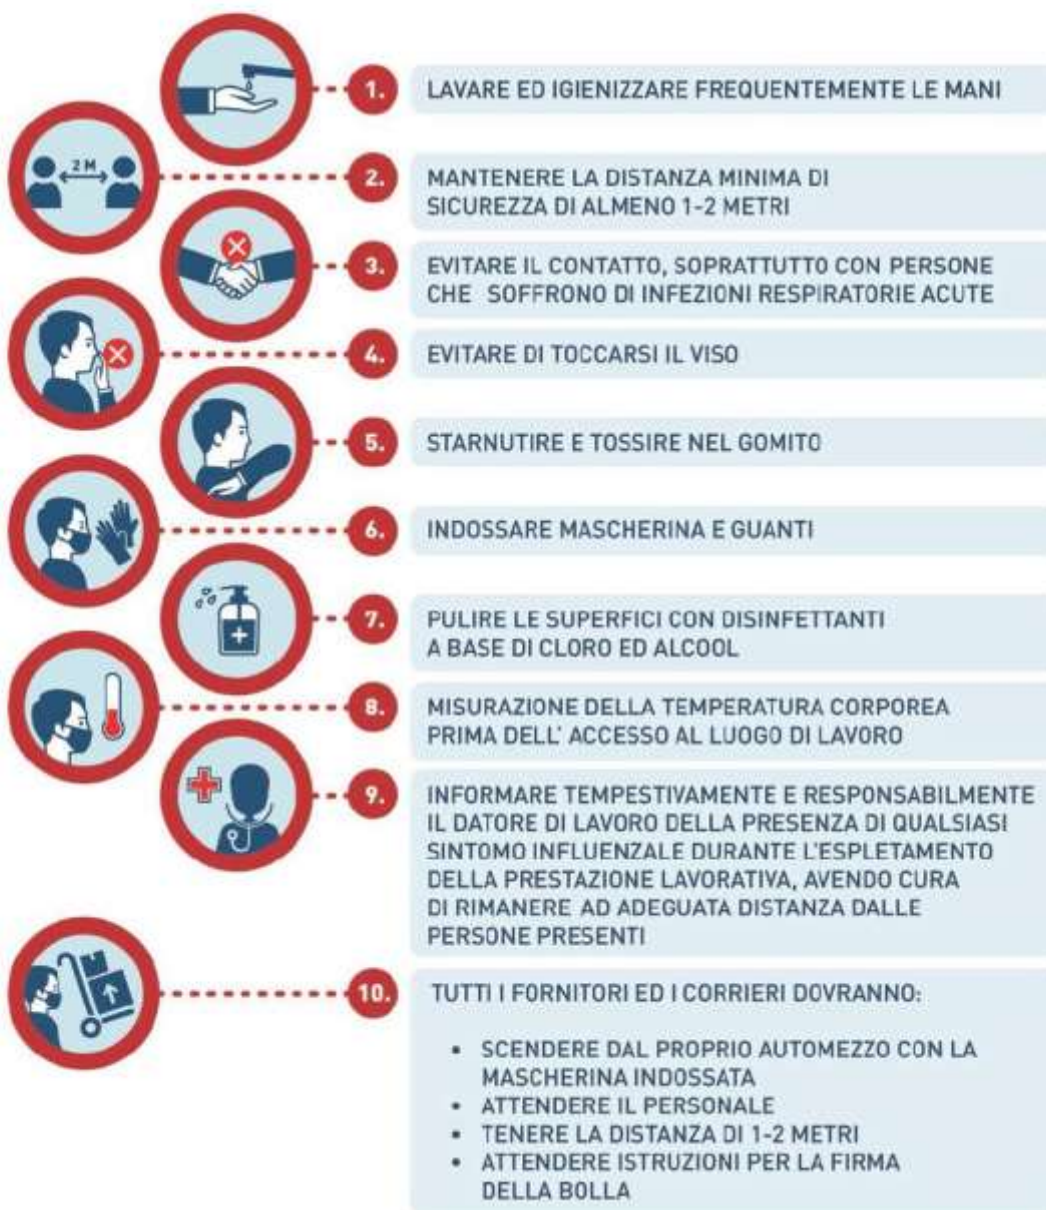 1. LAVARE ED IGIENIZZARE FREQUENTEMENTE LE MANI
2 M
2. MANTENERE LA DISTANZA MINIMA DI
SICUREZZA DI ALMENO 1-2 METRI
3. EVITARE IL CONTATTO, SOPRATTUTTO CON PERSONE
CHE SOFFRONO DI INFEZIONI RESPIRATORIE ACUTE
4. EVITARE DI TOCCARSI IL VISO
5. STARNUTIRE E TOSSIRE NEL GOMITO
6. INDOSSARE MASCHERINA E GUANTI
7. PULIRE LE SUPERFICI CON DISINFETTANTI
A BASE DI CLORO ED ALCOOL
8. MISURAZIONE DELLA TEMPERATURA CORPOREA
PRIMA DELL' ACCESSO AL LUOGO DI LAVORO
9. INFORMARE TEMPESTIVAMENTE E RESPONSABILMENTE
IL DATORE DI LAVORO DELLA PRESENZA DI QUALSIASI
SINTOMO INFLUENZALE DURANTE L'ESPLETAMENTO
DELLA PRESTAZIONE LAVORATIVA, AVENDO CURA
DI RIMANERE AD ADEGUATA DISTANZA DALLE
PERSONE PRESENTI
10. TUTTI I FORNITORI ED I CORRIERI DOVRANNO:
• SCENDERE DAL PROPRIO AUTOMEZZO CON LA
MASCHERINA INDOSSATA
• ATTENDERE IL PERSONALE
• TENERE LA DISTANZA DI 1-2 METRI
• ATTENDERE ISTRUZIONI PER LA FIRMA
DELLA BOLLA